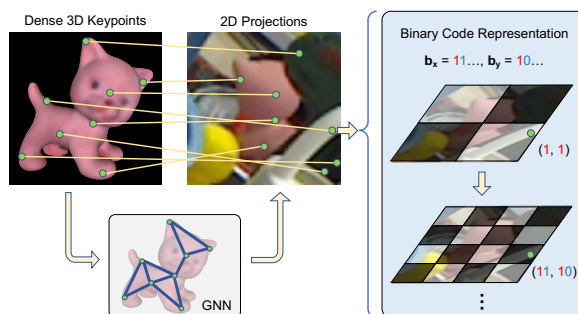 Dense 3D Keypoints
2D Projections
GNN
Binary Code Representation
bx = 11..., by = 10...
(1, 1)
(11, 10)